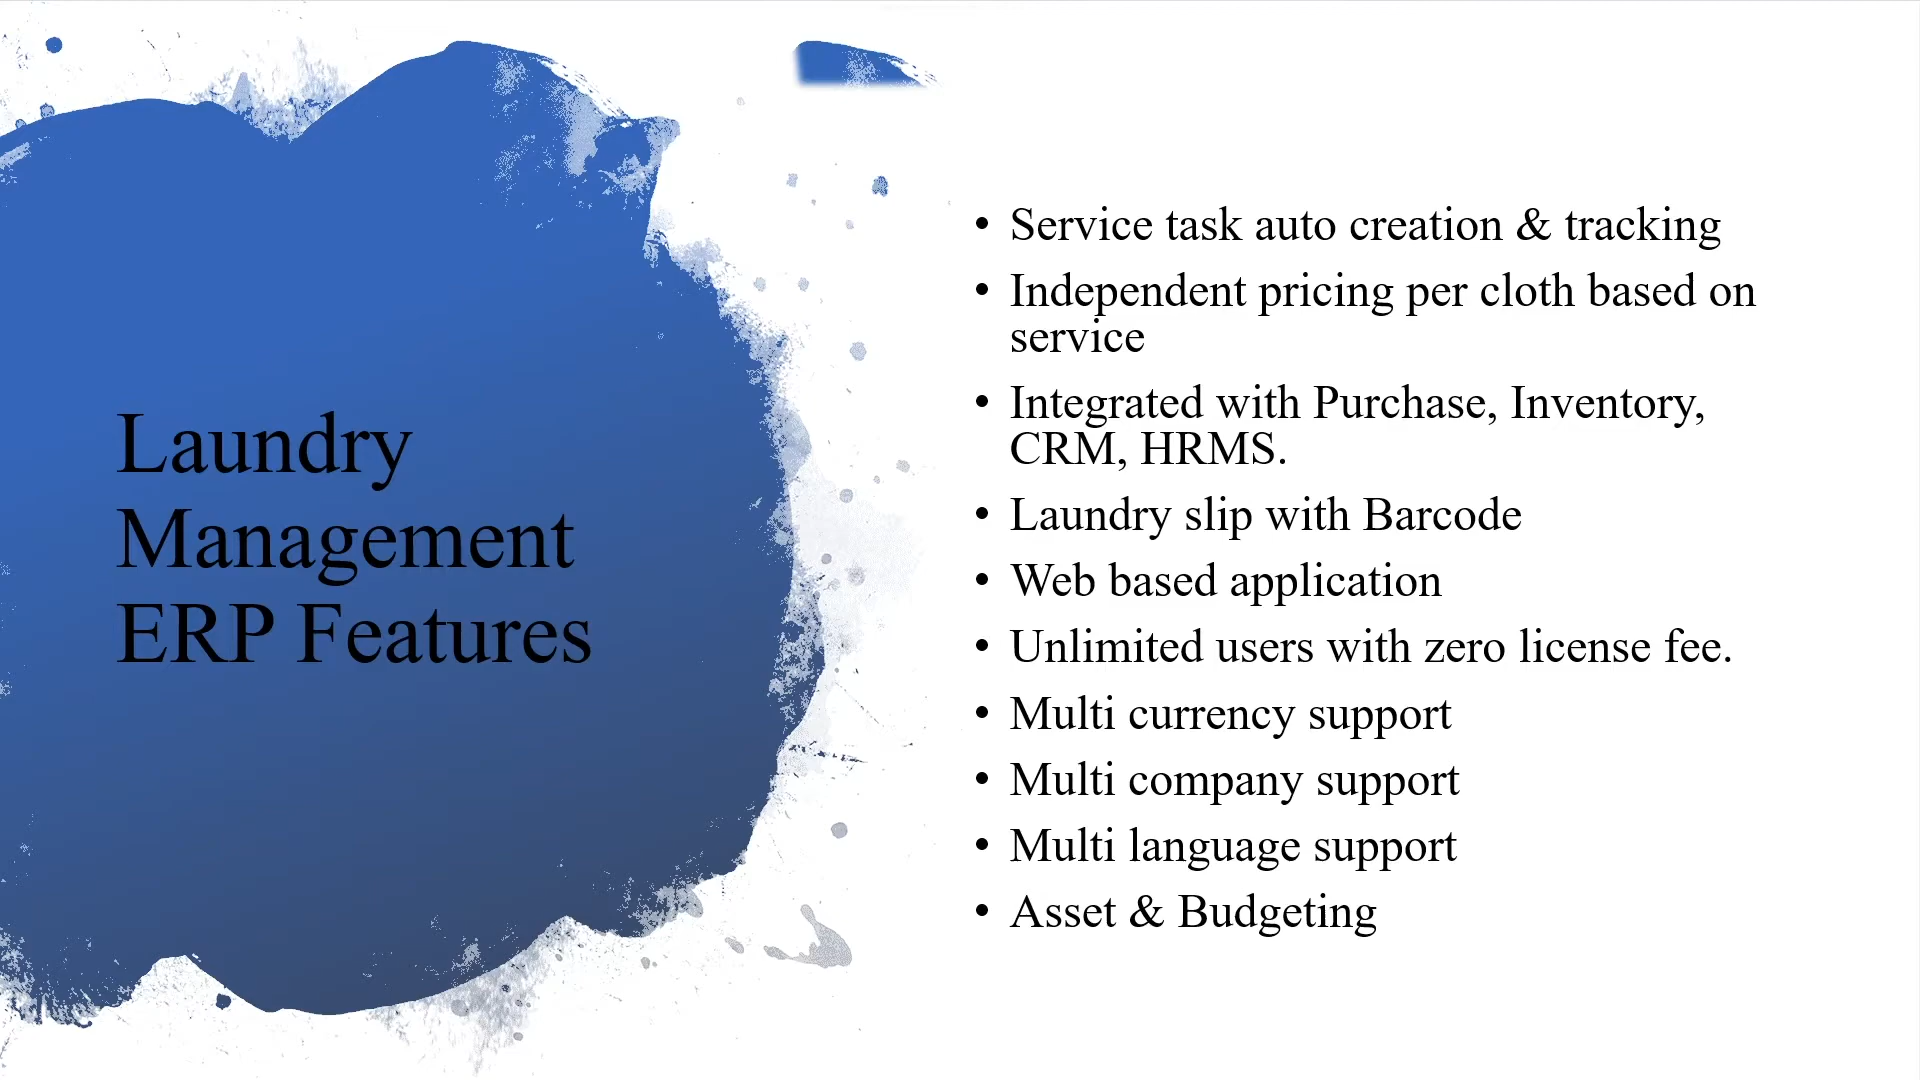 Laundry
Management
ERP Features
• Service task auto creation & tracking
• Independent pricing per cloth based on
service
• Integrated with Purchase, Inventory,
CRM, HRMS.
• Laundry slip with Barcode
• Web based application
• Unlimited users with zero license fee.
• Multi currency support
• Multi company support
• Multi language support
• Asset & Budgeting